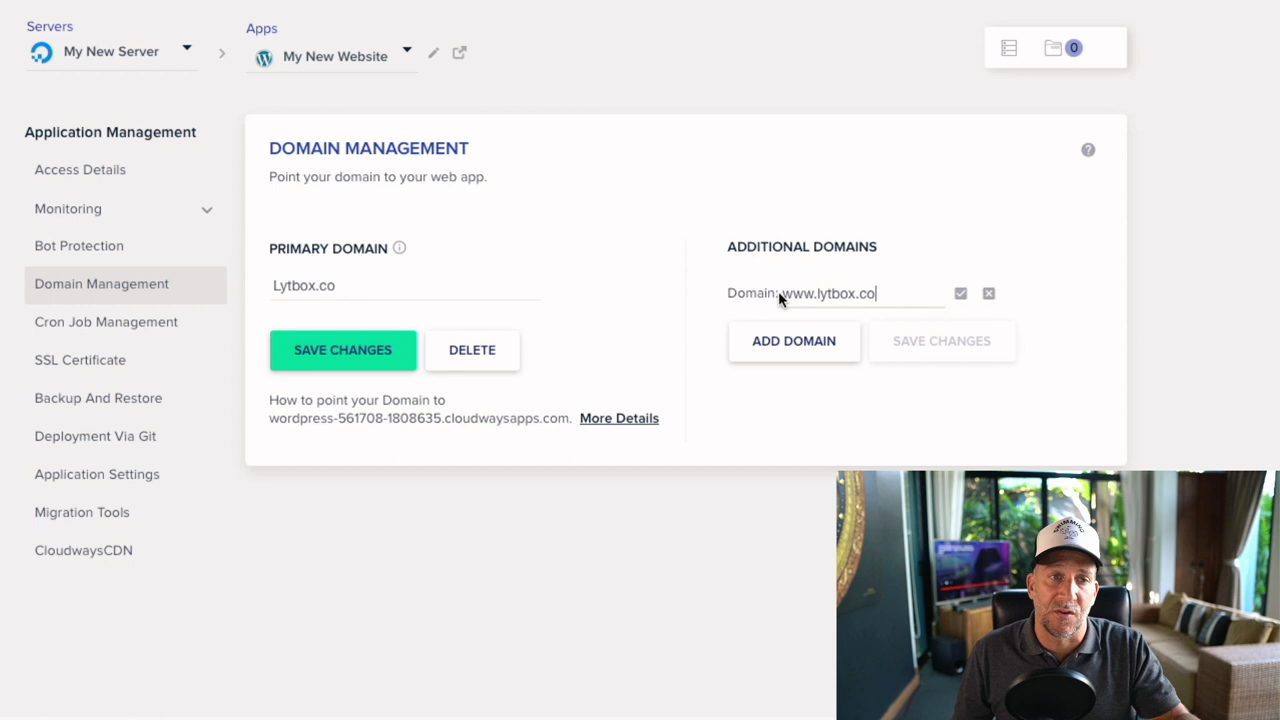 Servers
My New Server
Apps
My New Website
0
Application Management
Access Details
Monitoring
Bot Protection
Domain Management
Cron Job Management
SSL Certificate
Backup And Restore
Deployment Via Git
Application Settings
Migration Tools
CloudwaysCDN
DOMAIN MANAGEMENT
Point your domain to your web app.
PRIMARY DOMAIN
Lytbox.co
SAVE CHANGES
DELETE
How to point your Domain to
wordpress-561708-1808635.cloudwaysapps.com. More Details
ADDITIONAL DOMAINS
Domain: www.lytbox.co
ADD DOMAIN
SAVE CHANGES